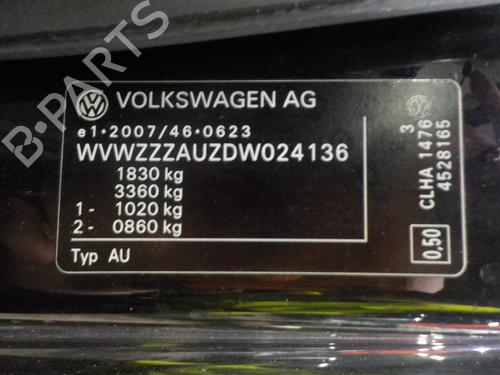 B-PARTS
VOLKSWAGEN AG
e1•2007/46•0623
WVWZZZAUZDW024136
1830 kg
3360 kg
1- 1020 kg
2- 0860 kg
Typ AU
3
CLHA 1476
4528165
0,50